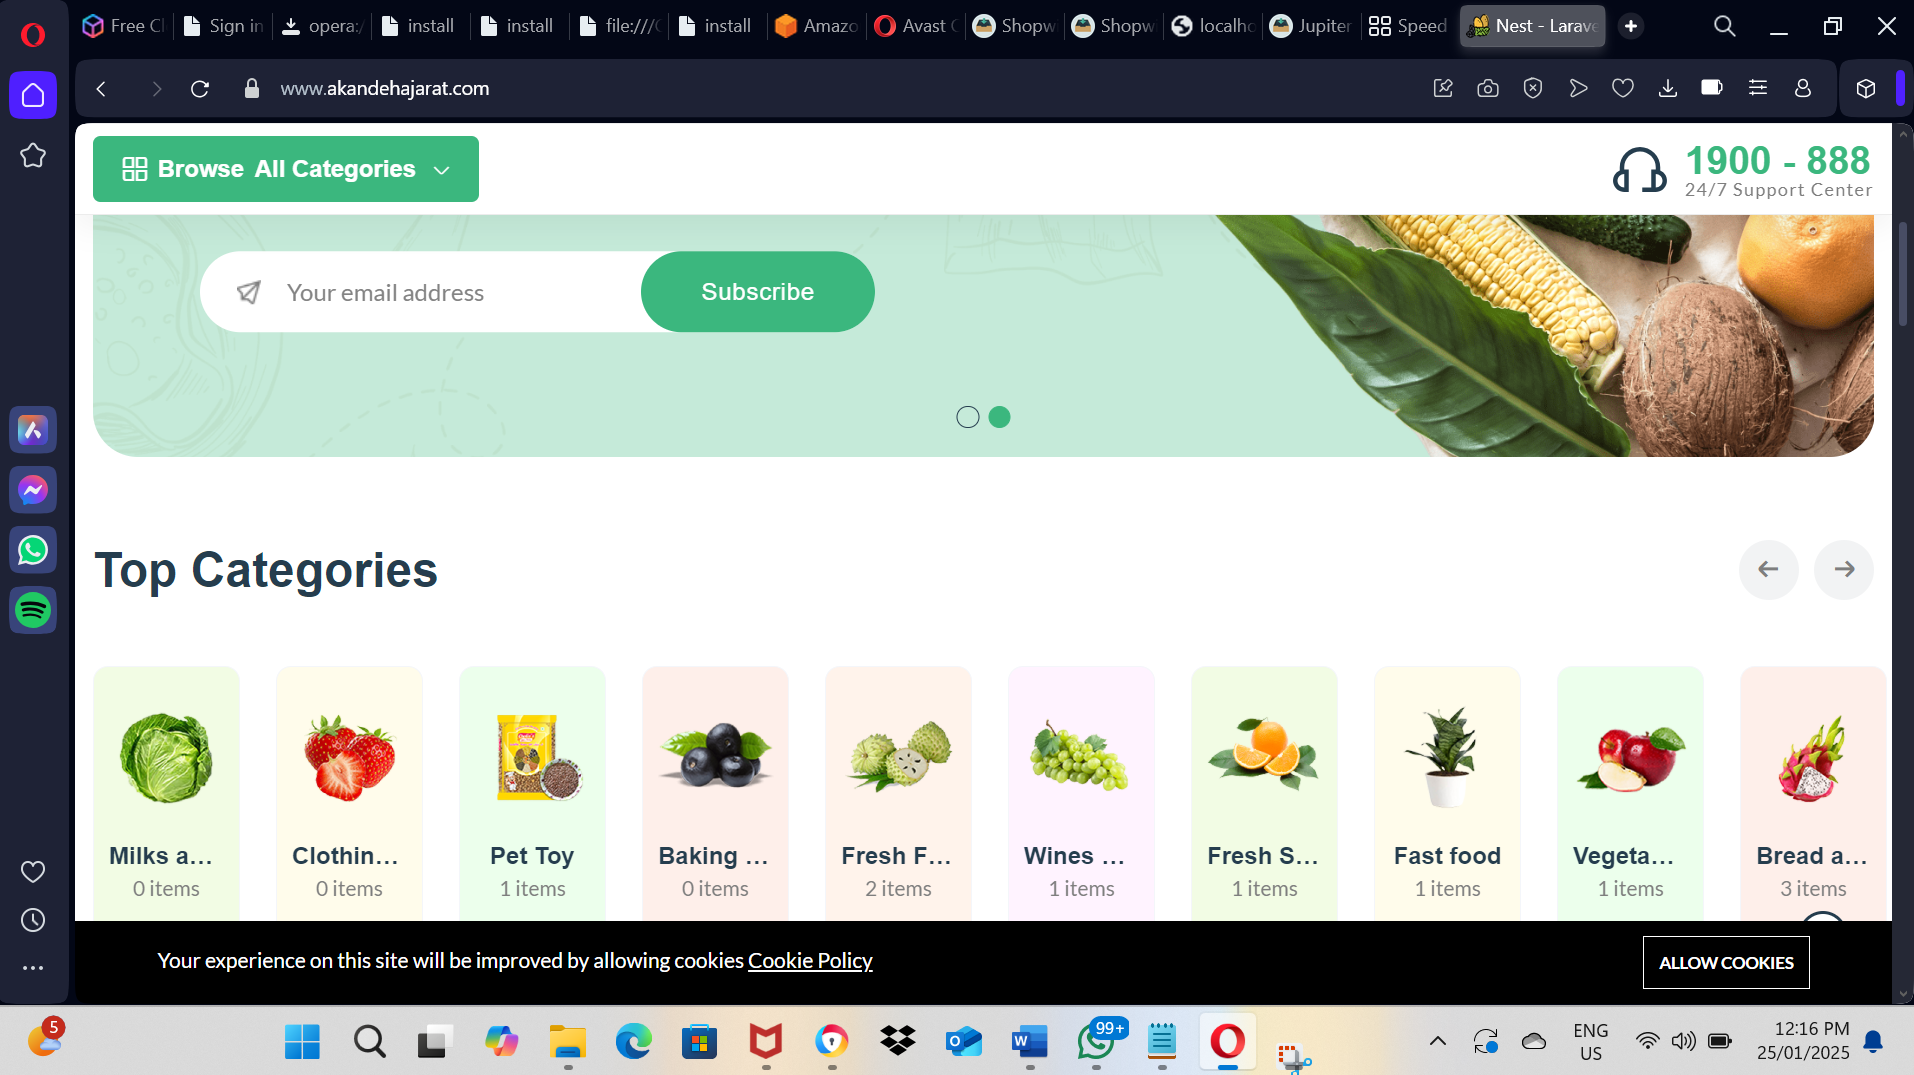 Free Cl
Sign in
opera:/
install
install
file:///C
install
Amazo
Avast C
Shopw
Shopw
localho
Jupiter
Speed
Nest - Larave
www.akandehajarat.com
Browse All Categories
1900 - 888
24/7 Support Center
Your email address
Subscribe
Top Categories
Milks a...
0 items
Clothin...
0 items
Pet Toy
1 items
Baking ...
0 items
Fresh F...
2 items
Wines ...
1 items
Fresh S...
1 items
Fast food
1 items
Vegeta...
1 items
Bread a...
3 items
Your experience on this site will be improved by allowing cookies Cookie Policy
ALLOW COOKIES
5
99+
ENG
US
12:16 PM
25/01/2025